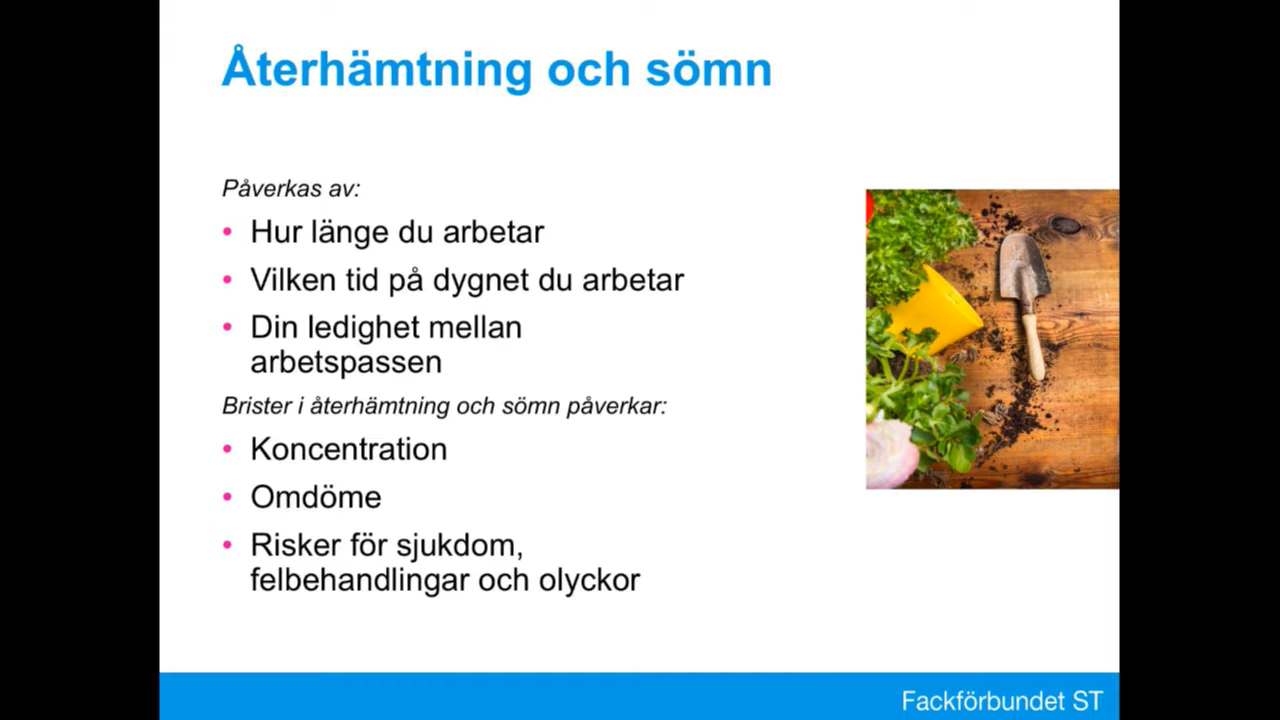 Återhämtning och sömn
Påverkas av:
• Hur länge du arbetar
• Vilken tid på dygnet du arbetar
• Din ledighet mellan
arbetspassen
Brister i återhämtning och sömn påverkar:
• Koncentration
• Omdöme
• Risker för sjukdom,
felbehandlingar och olyckor
Fackförbundet ST